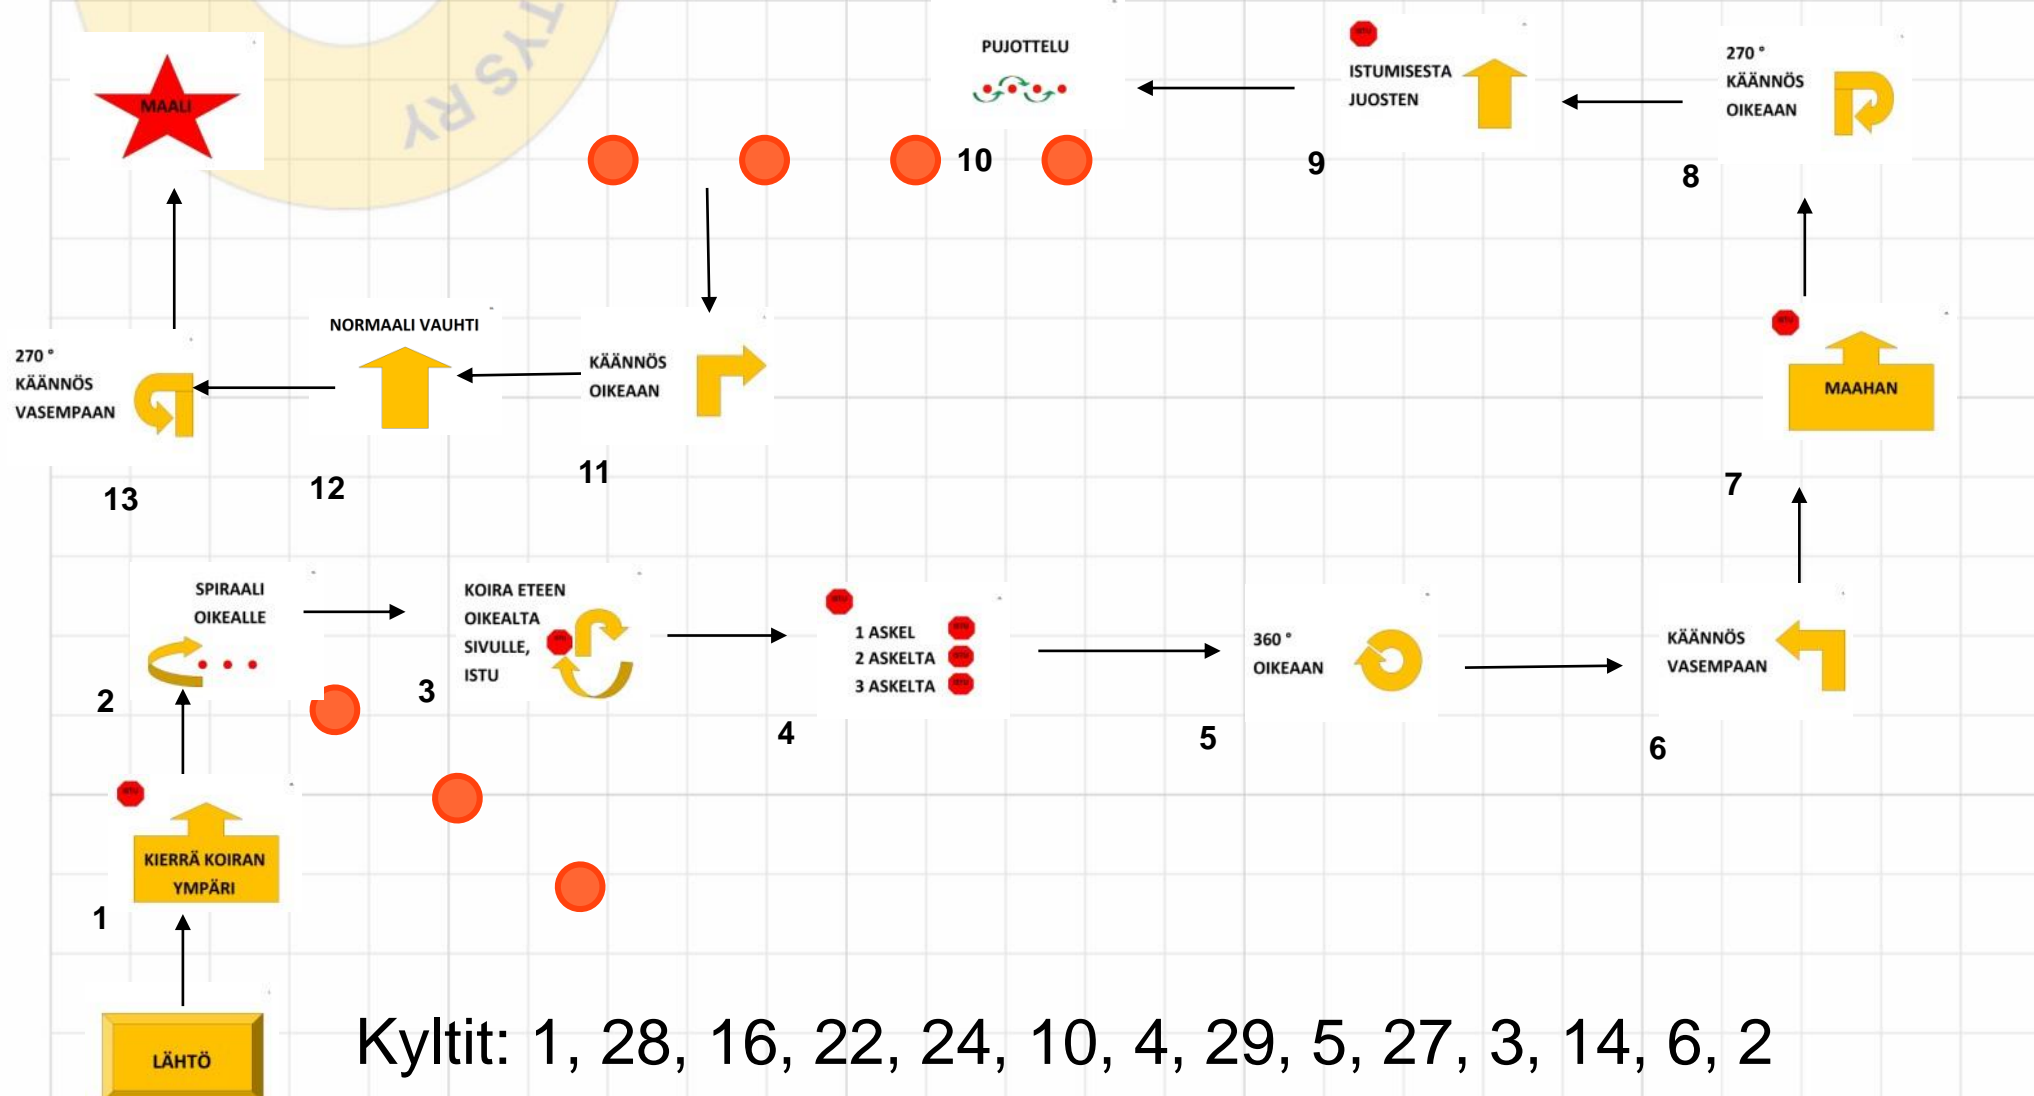 TYS RY
MAALI
PUJOTTELU
10
ISTUMISESTA
JUOSTEN
9
270 °
KÄÄNNÖS
OIKEAAN
8
270 °
KÄÄNNÖS
VASEMPAAN
13
NORMAALI VAUHTI
12
KÄÄNNÖS
OIKEAAN
11
MAAHAN
7
SPIRAALI
OIKEALLE
2
KOIRA ETEEN
OIKEALTA
SIVULLE,
ISTU
3
1 ASKEL
2 ASKELTA
3 ASKELTA
4
360 °
OIKEAAN
5
KÄÄNNÖS
VASEMPAAN
6
KIERRÄ KOIRAN
YMPÄRI
1
LÄHTÖ
Kyltit: 1, 28, 16, 22, 24, 10, 4, 29, 5, 27, 3, 14, 6, 2